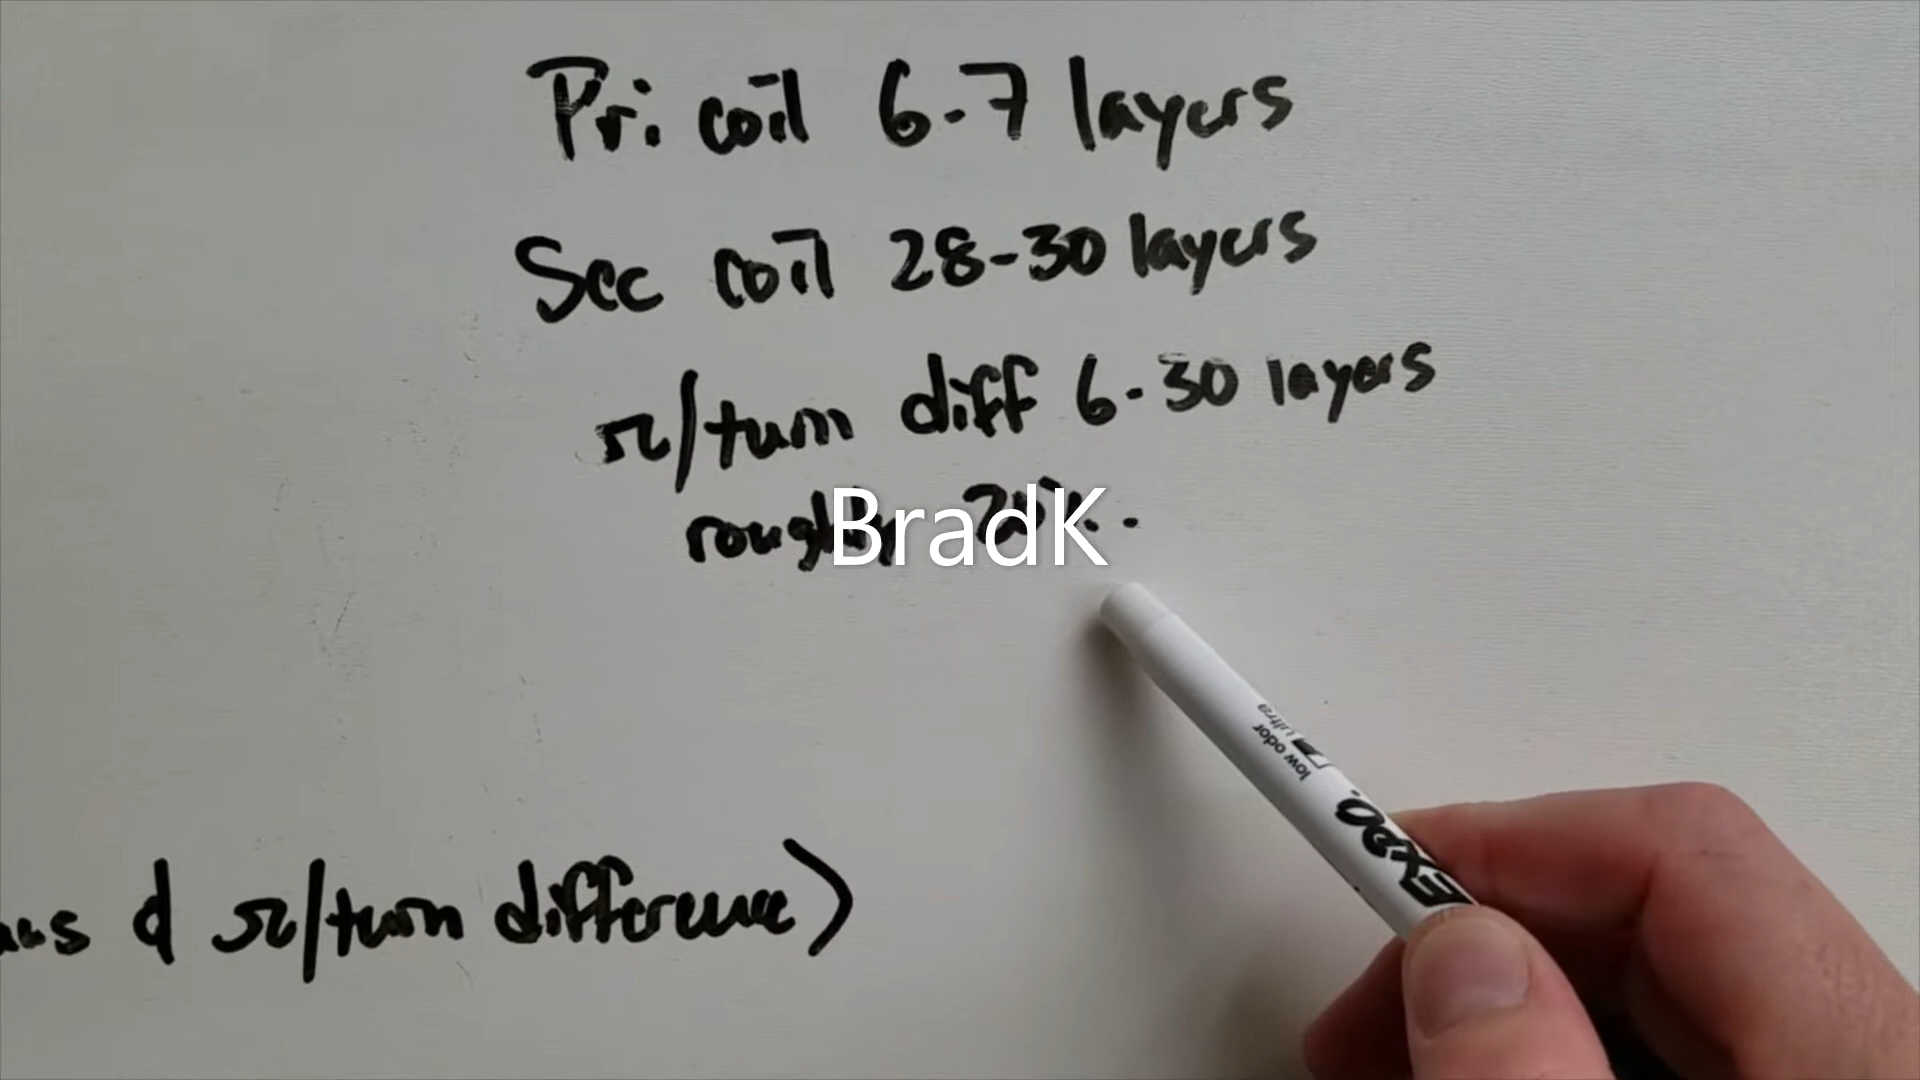 Pri coil 6-7 layers
Sec coil 28-30 layers
Ω/turn diff 6-30 layers
roughly
BradK
low odor
ultra
EXPO
& Ω/turn difference)